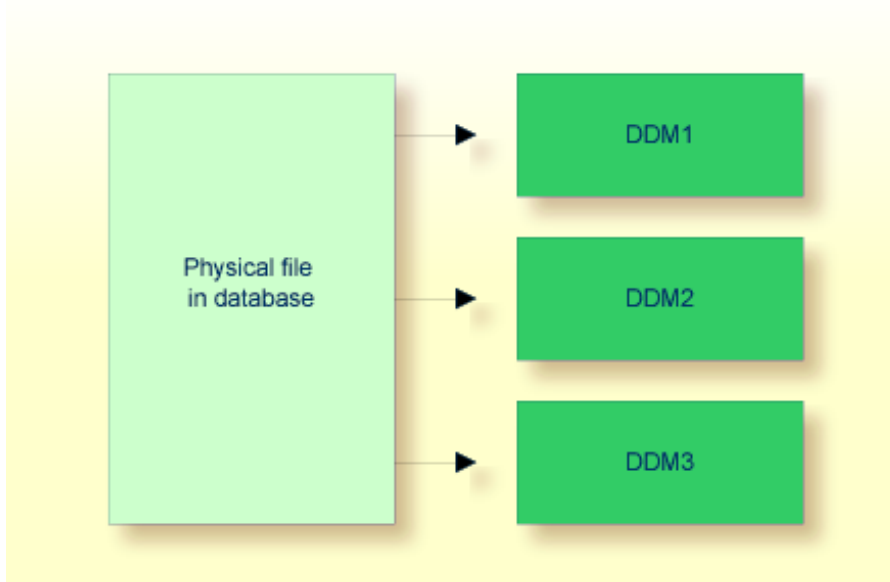 Physical file
in database
DDM1
DDM2
DDM3